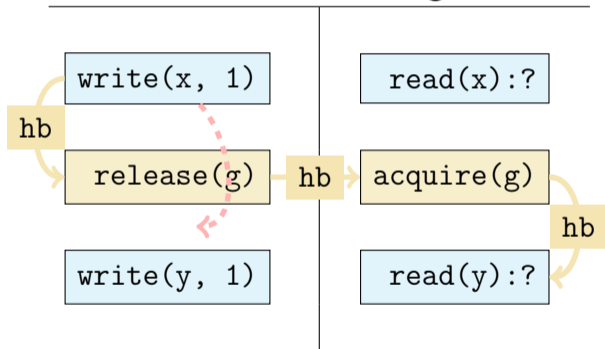 write(x, 1)
read(x):?
hb
release(g)
hb
acquire(g)
hb
write(y, 1)
read(y):?